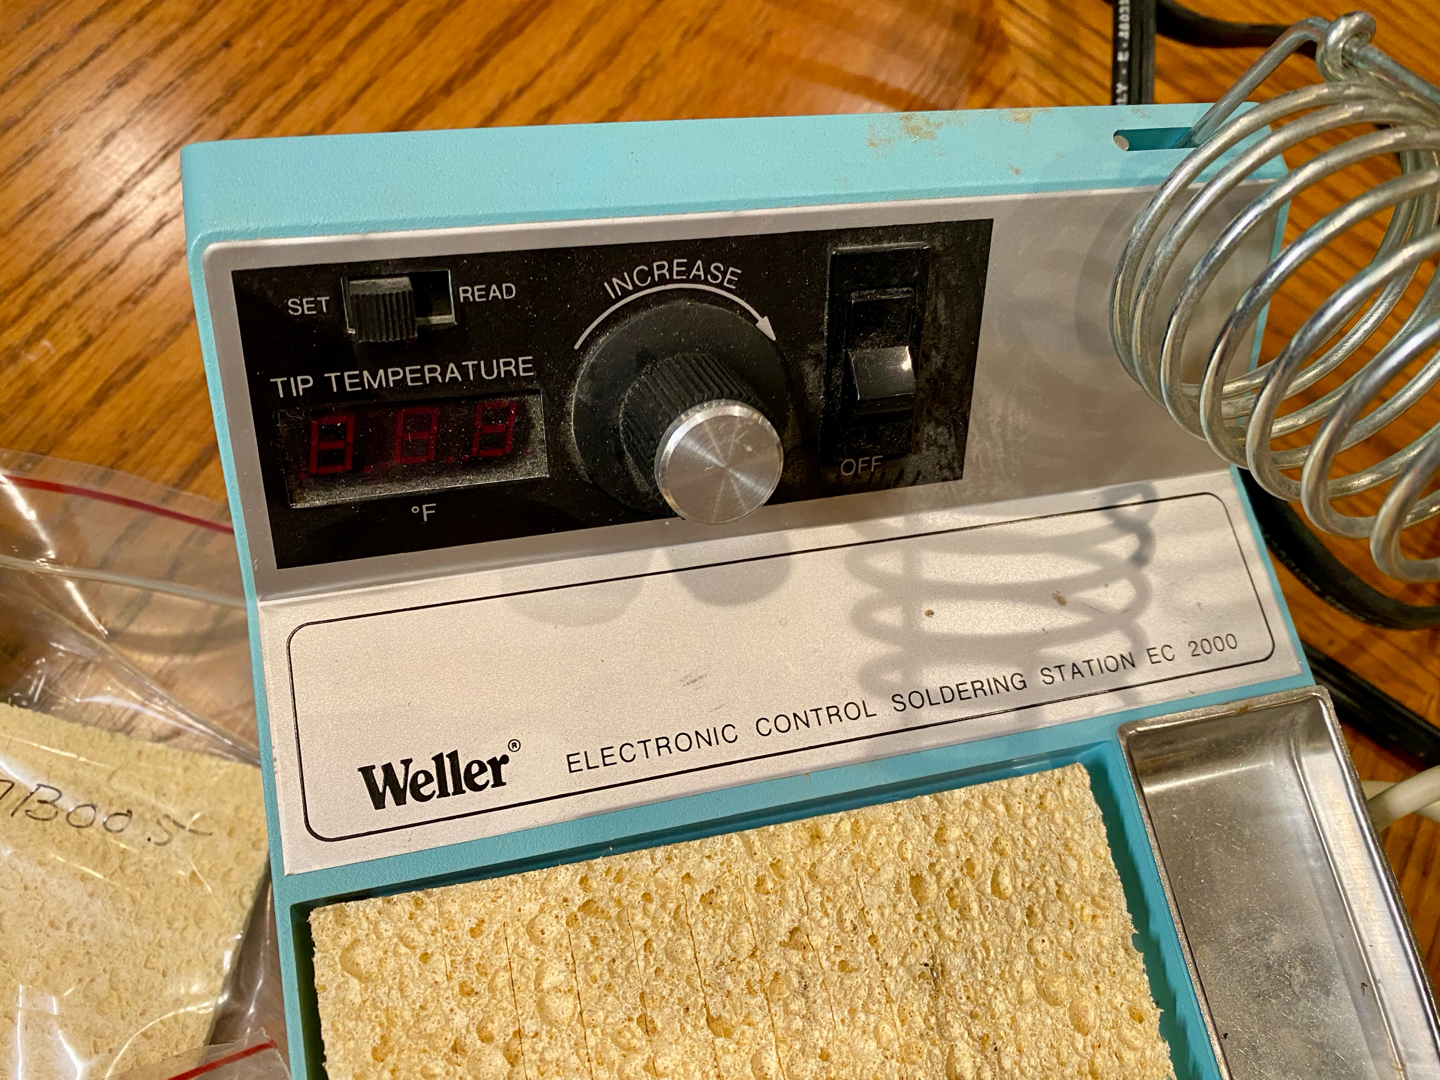 SET
READ
INCREASE
TIP TEMPERATURE
°F
OFF
Weller®
ELECTRONIC CONTROL SOLDERING STATION EC 2000